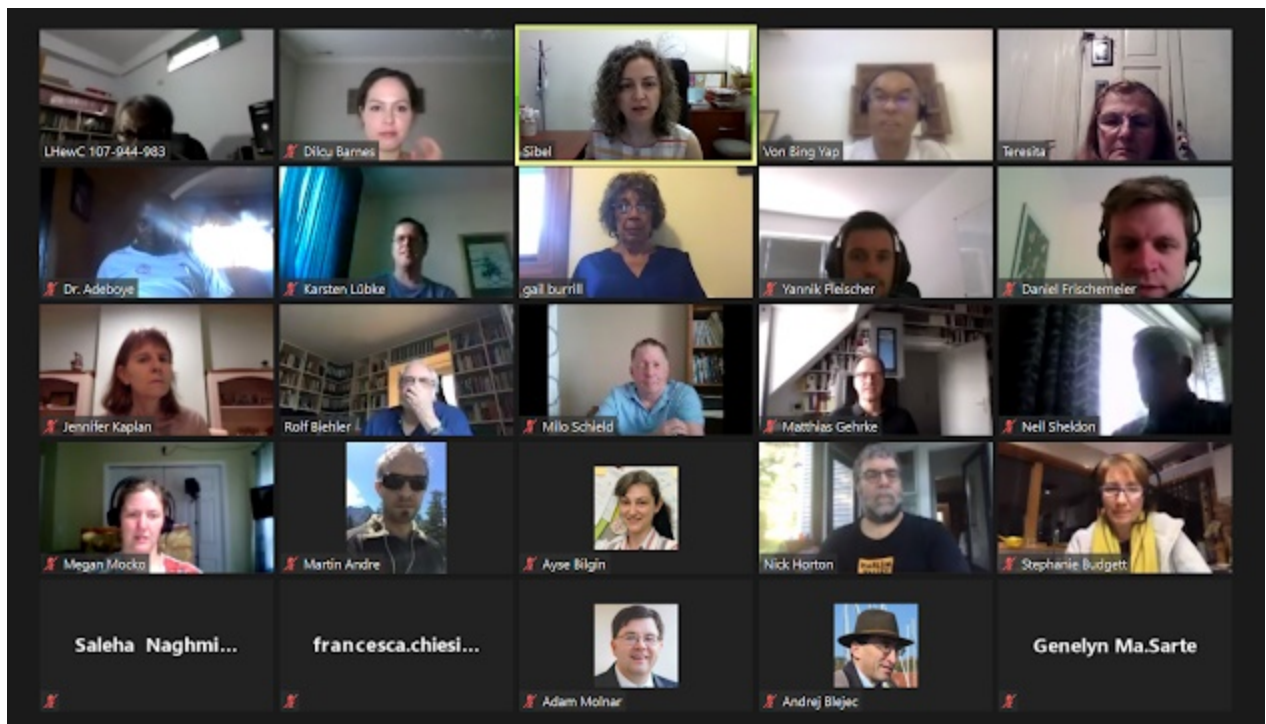 LHewC 107-944-983
Dilcu Barnes
Sibel
Von Bing Yap
Teresita
Dr. Adeboye
Karsten Lübke
gail burrill
Yannik Fleischer
Daniel Frischemeier
Jennifer Kaplan
Rolf Biehler
Milo Schield
Matthias Gehrke
Neil Sheldon
Megan Mocko
Martin Andre
Ayse Bilgin
Nick Horton
Stephanie Budgett
Saleha Naghmi...
francesca.chiesi...
Genelyn Ma.Sarte
Adam Molnar
Andrej Blejec